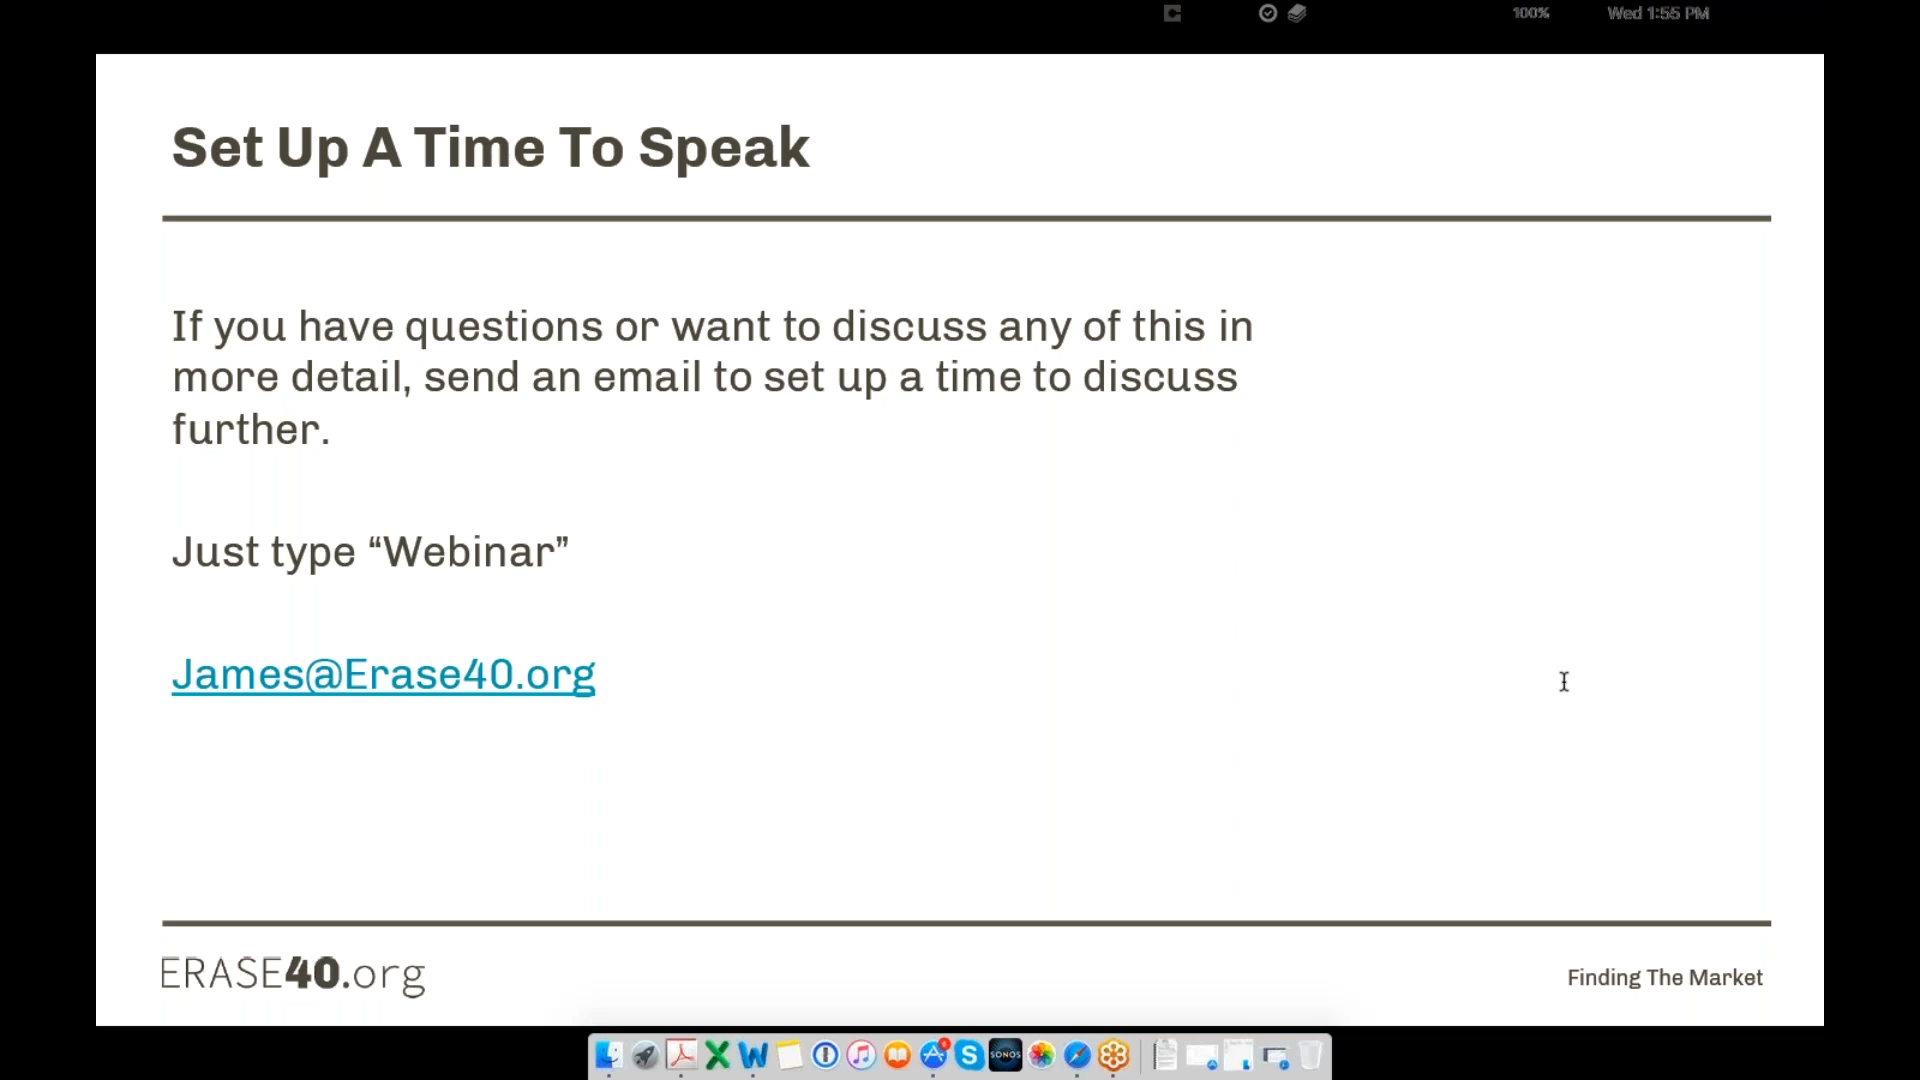 100% Wed 1:55 PM
Set Up A Time To Speak
If you have questions or want to discuss any of this in
more detail, send an email to set up a time to discuss
further.
Just type “Webinar”
James@Erase40.org
ERASE40.org
Finding The Market
SONOS